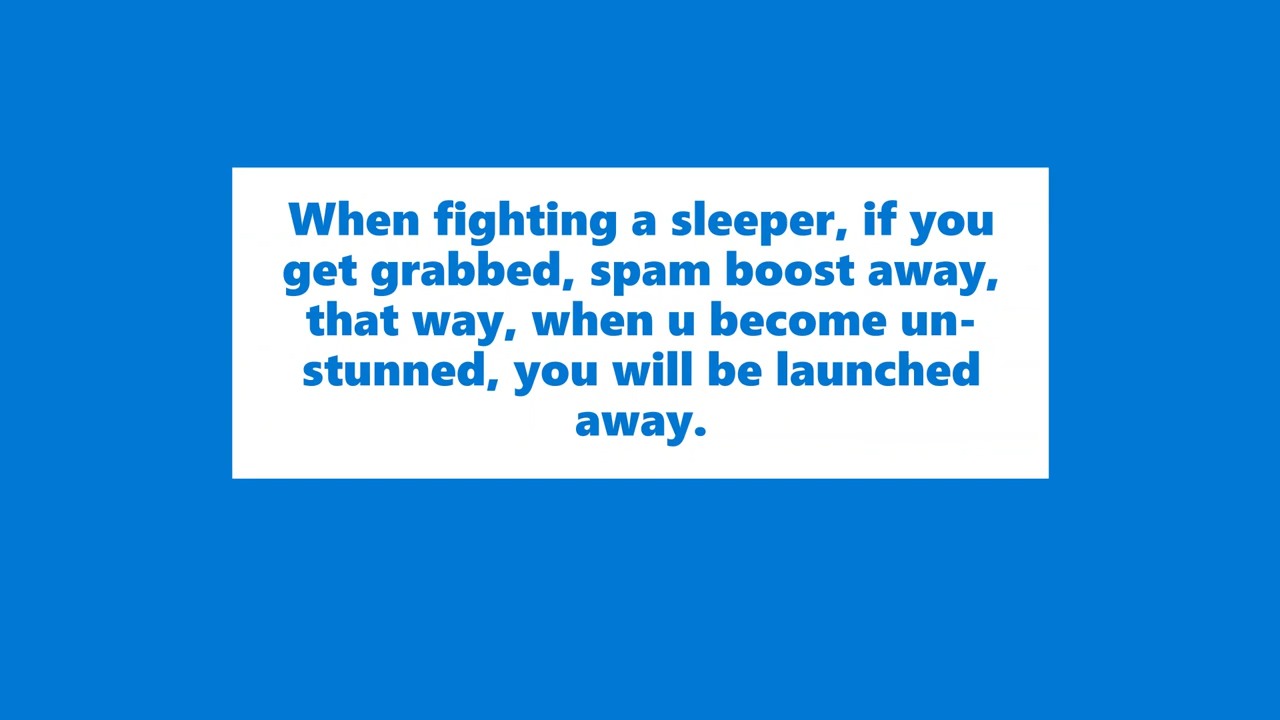 When fighting a sleeper, if you
get grabbed, spam boost away,
that way, when u become un-
stunned, you will be launched
away.